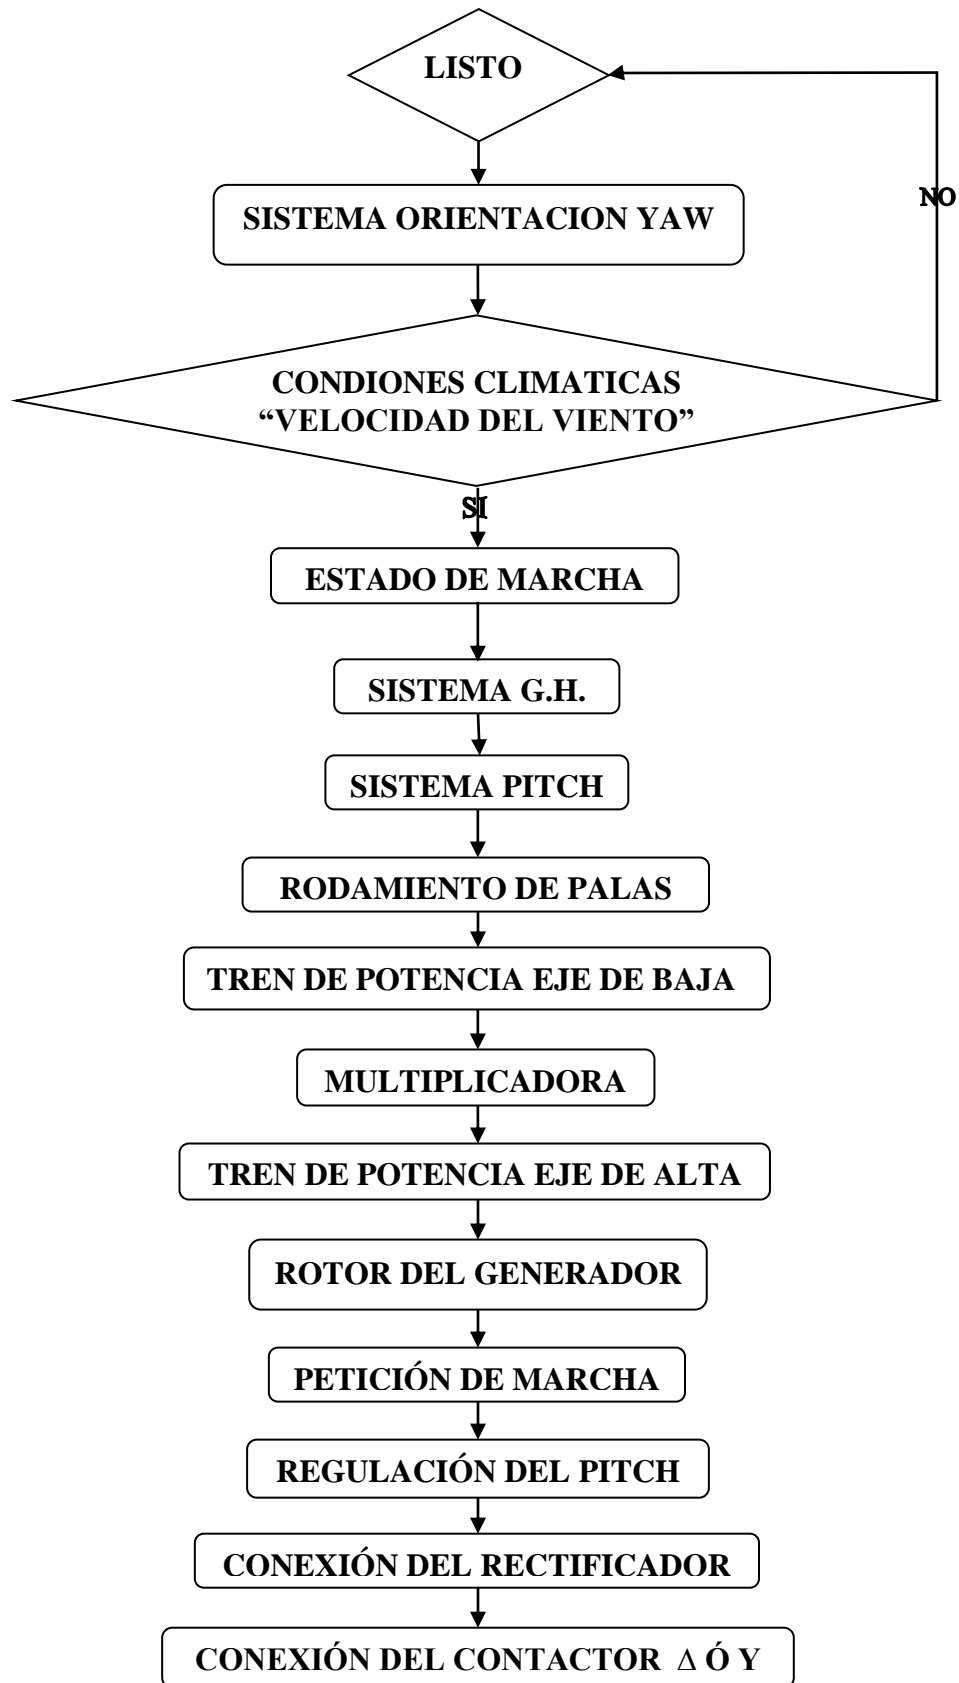 LISTO
NO
SISTEMA ORIENTACION YAW
CONDIONES CLIMATICAS
“VELOCIDAD DEL VIENTO”
SI
ESTADO DE MARCHA
SISTEMA G.H.
SISTEMA PITCH
RODAMIENTO DE PALAS
TREN DE POTENCIA EJE DE BAJA
MULTIPLICADORA
TREN DE POTENCIA EJE DE ALTA
ROTOR DEL GENERADOR
PETICIÓN DE MARCHA
REGULACIÓN DEL PITCH
CONEXIÓN DEL RECTIFICADOR
CONEXIÓN DEL CONTACTOR ∆ Ó Y